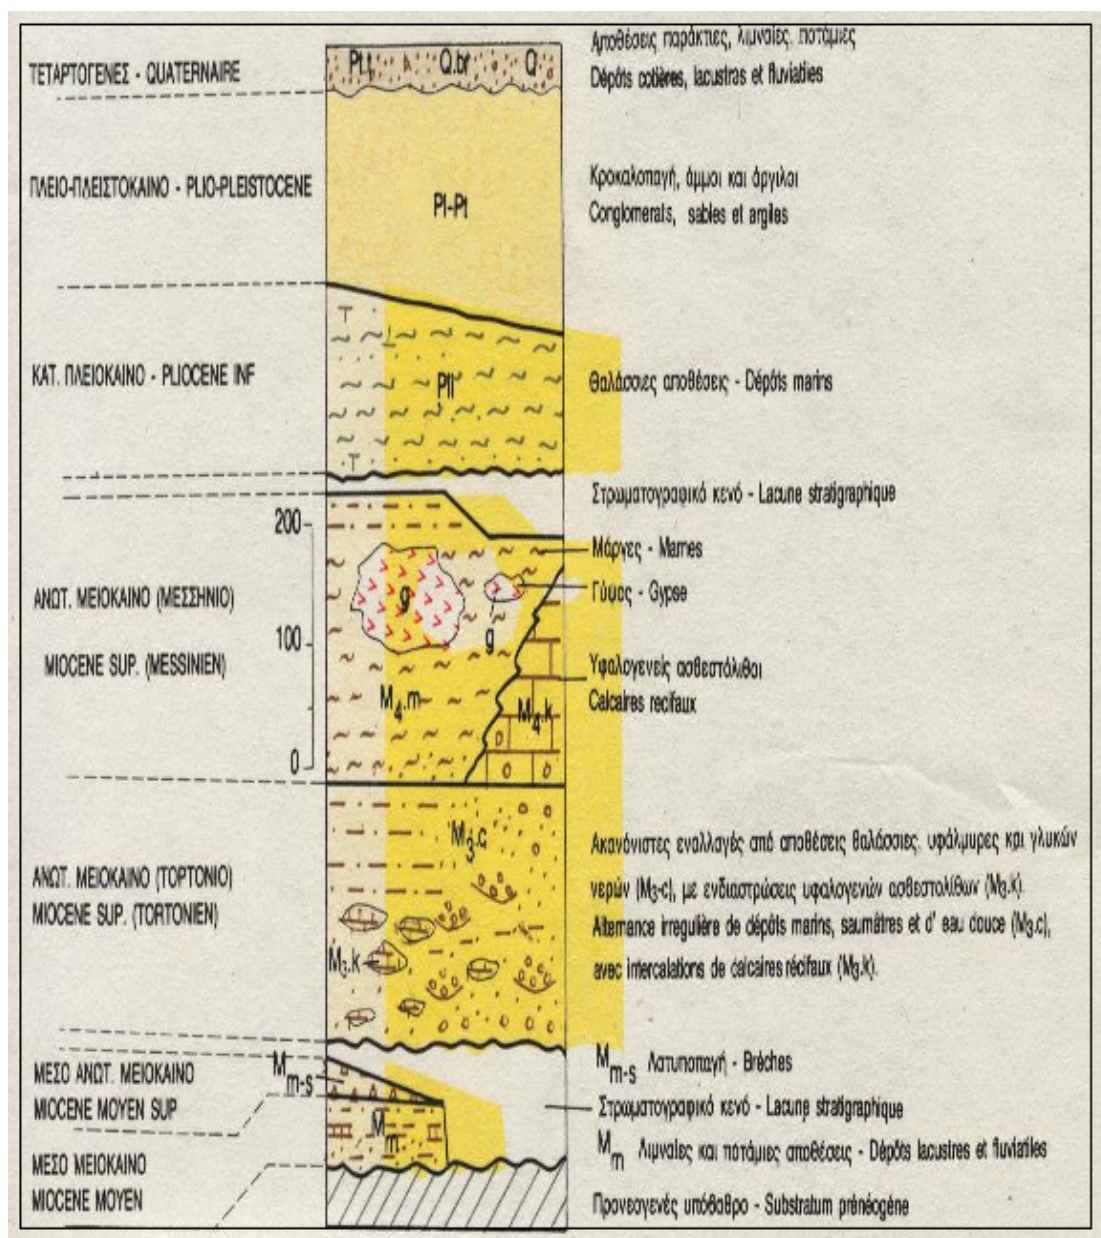 Αποθέσεις παράκτιες, λιμναίες, ποτάμιες
ΤΕΤΑΡΤΟΓΕΝΕΣ - QUATERNAIRE
Pt.t Q.br Q
Dépôts cotières, lacustres et fluviaties
ΠΛΕΙΟ-ΠΛΕΙΣΤΟΚΑΙΝΟ - PLIO-PLEISTOCENE
Pl-Pt
Κροκαλοπαγή, άμμοι και άργιλοι
Conglomerats, sables et argiles
ΚΑΤ. ΠΛΕΙΟΚΑΙΝΟ - PLIOCENE INF
Pli
Θαλάσσιες αποθέσεις - Dépôts marins
Στρωματογραφικό κενό - Lacune stratigraphique
200
Μάργες - Marnes
Γύψος - Gypse
ΑΝΩΤ. ΜΕΙΟΚΑΙΝΟ (ΜΕΣΣΗΝΙΟ)
g
g
100
MIOCENE SUP. (MESSINIEN)
Υφαλογενείς ασβεστόλιθοι
Calcaires recifaux
M4.m
M4.k
0
M3.c
ΑΝΩΤ. ΜΕΙΟΚΑΙΝΟ (ΤΟΡΤΟΝΙΟ)
MIOCENE SUP. (TORTONIEN)
M3.k
Ακανόνιστες εναλλαγές από αποθέσεις θαλάσσιες, υφάλμυρες και γλυκών
νερών (M3-c), με ενδιαστρώσεις υφαλογενών ασβεστολίθων (M3.k).
Alternance irregulière de dépôts marins, saumâtres et d' eau douce (M3.c),
avec intercalations de calcaires récifaux (M3.k).
ΜΕΣΟ ΑΝΩΤ. ΜΕΙΟΚΑΙΝΟ
MIOCENE MOYEN SUP
Mm-s
Mm-s Λατυποπαγή - Brèches
Στρωματογραφικό κενό - Lacune stratigraphique
Mm
Mm Λιμναίες και ποτάμιες αποθέσεις - Dépôts lacustres et fluviatiles
ΜΕΣΟ ΜΕΙΟΚΑΙΝΟ
MIOCENE MOYEN
Προνεογενές υπόβαθρο - Substratum prénéogène